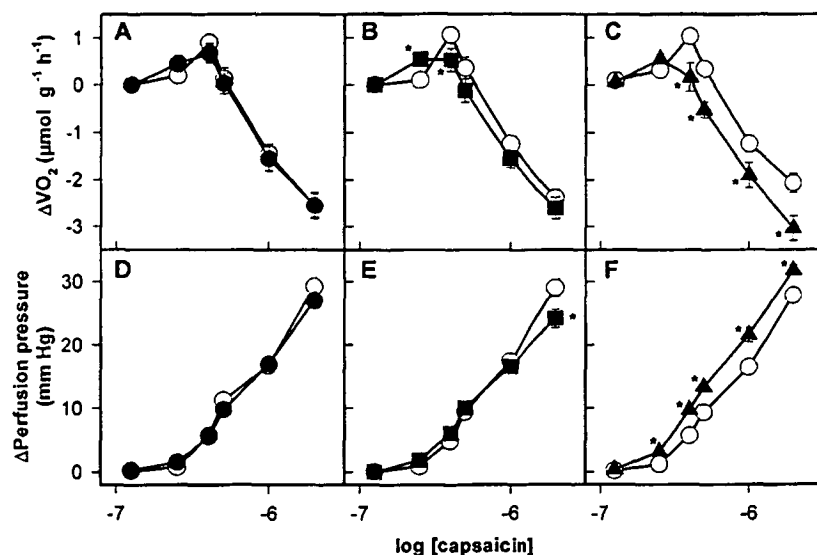 A B C
ΔVO₂ (μmol g⁻¹ h⁻¹)
1
0
-1
-2
-3
* * * * * *
D E F
ΔPerfusion pressure
(mm Hg)
30
20
10
0
* * * * * *
-7 -6 -7 -6 -7 -6
log [capsaicin]